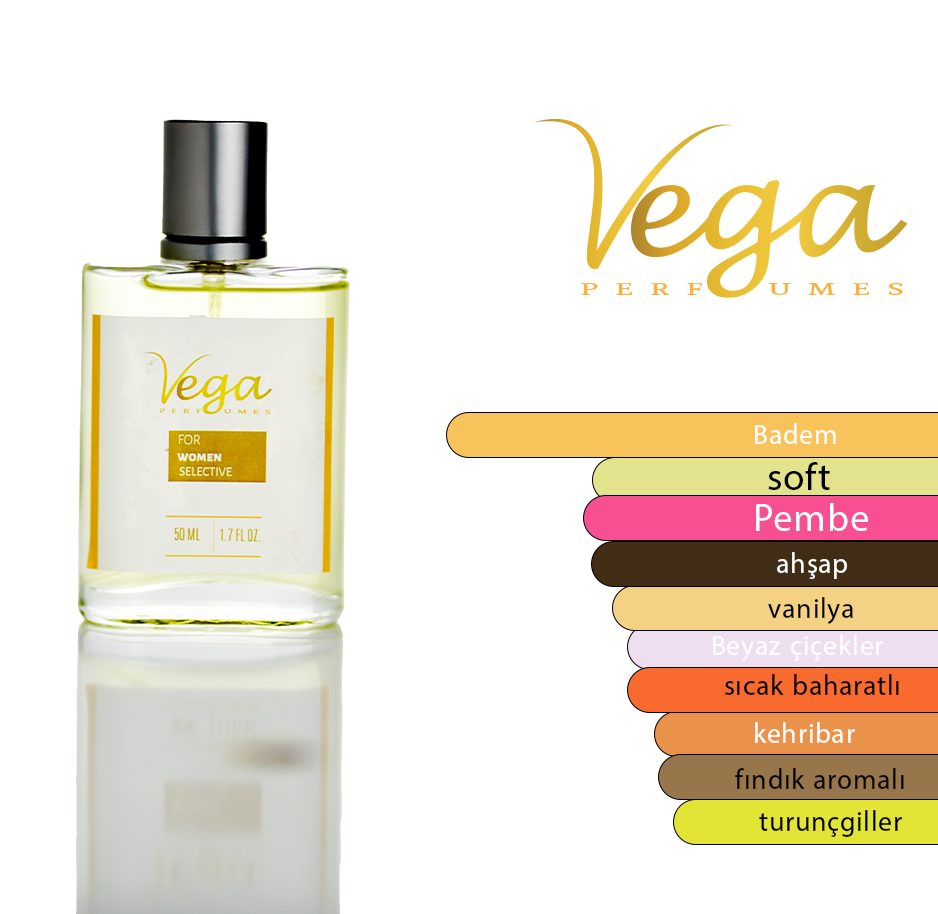 Vega
PERFUMES
Vega
PERFUMES
FOR
WOMEN
SELECTIVE
50 ML 1.7 FL OZ.
Badem
soft
Pembe
ahşap
vanilya
Beyaz çiçekler
sıcak baharatlı
kehribar
fındık aromalı
turunçgiller